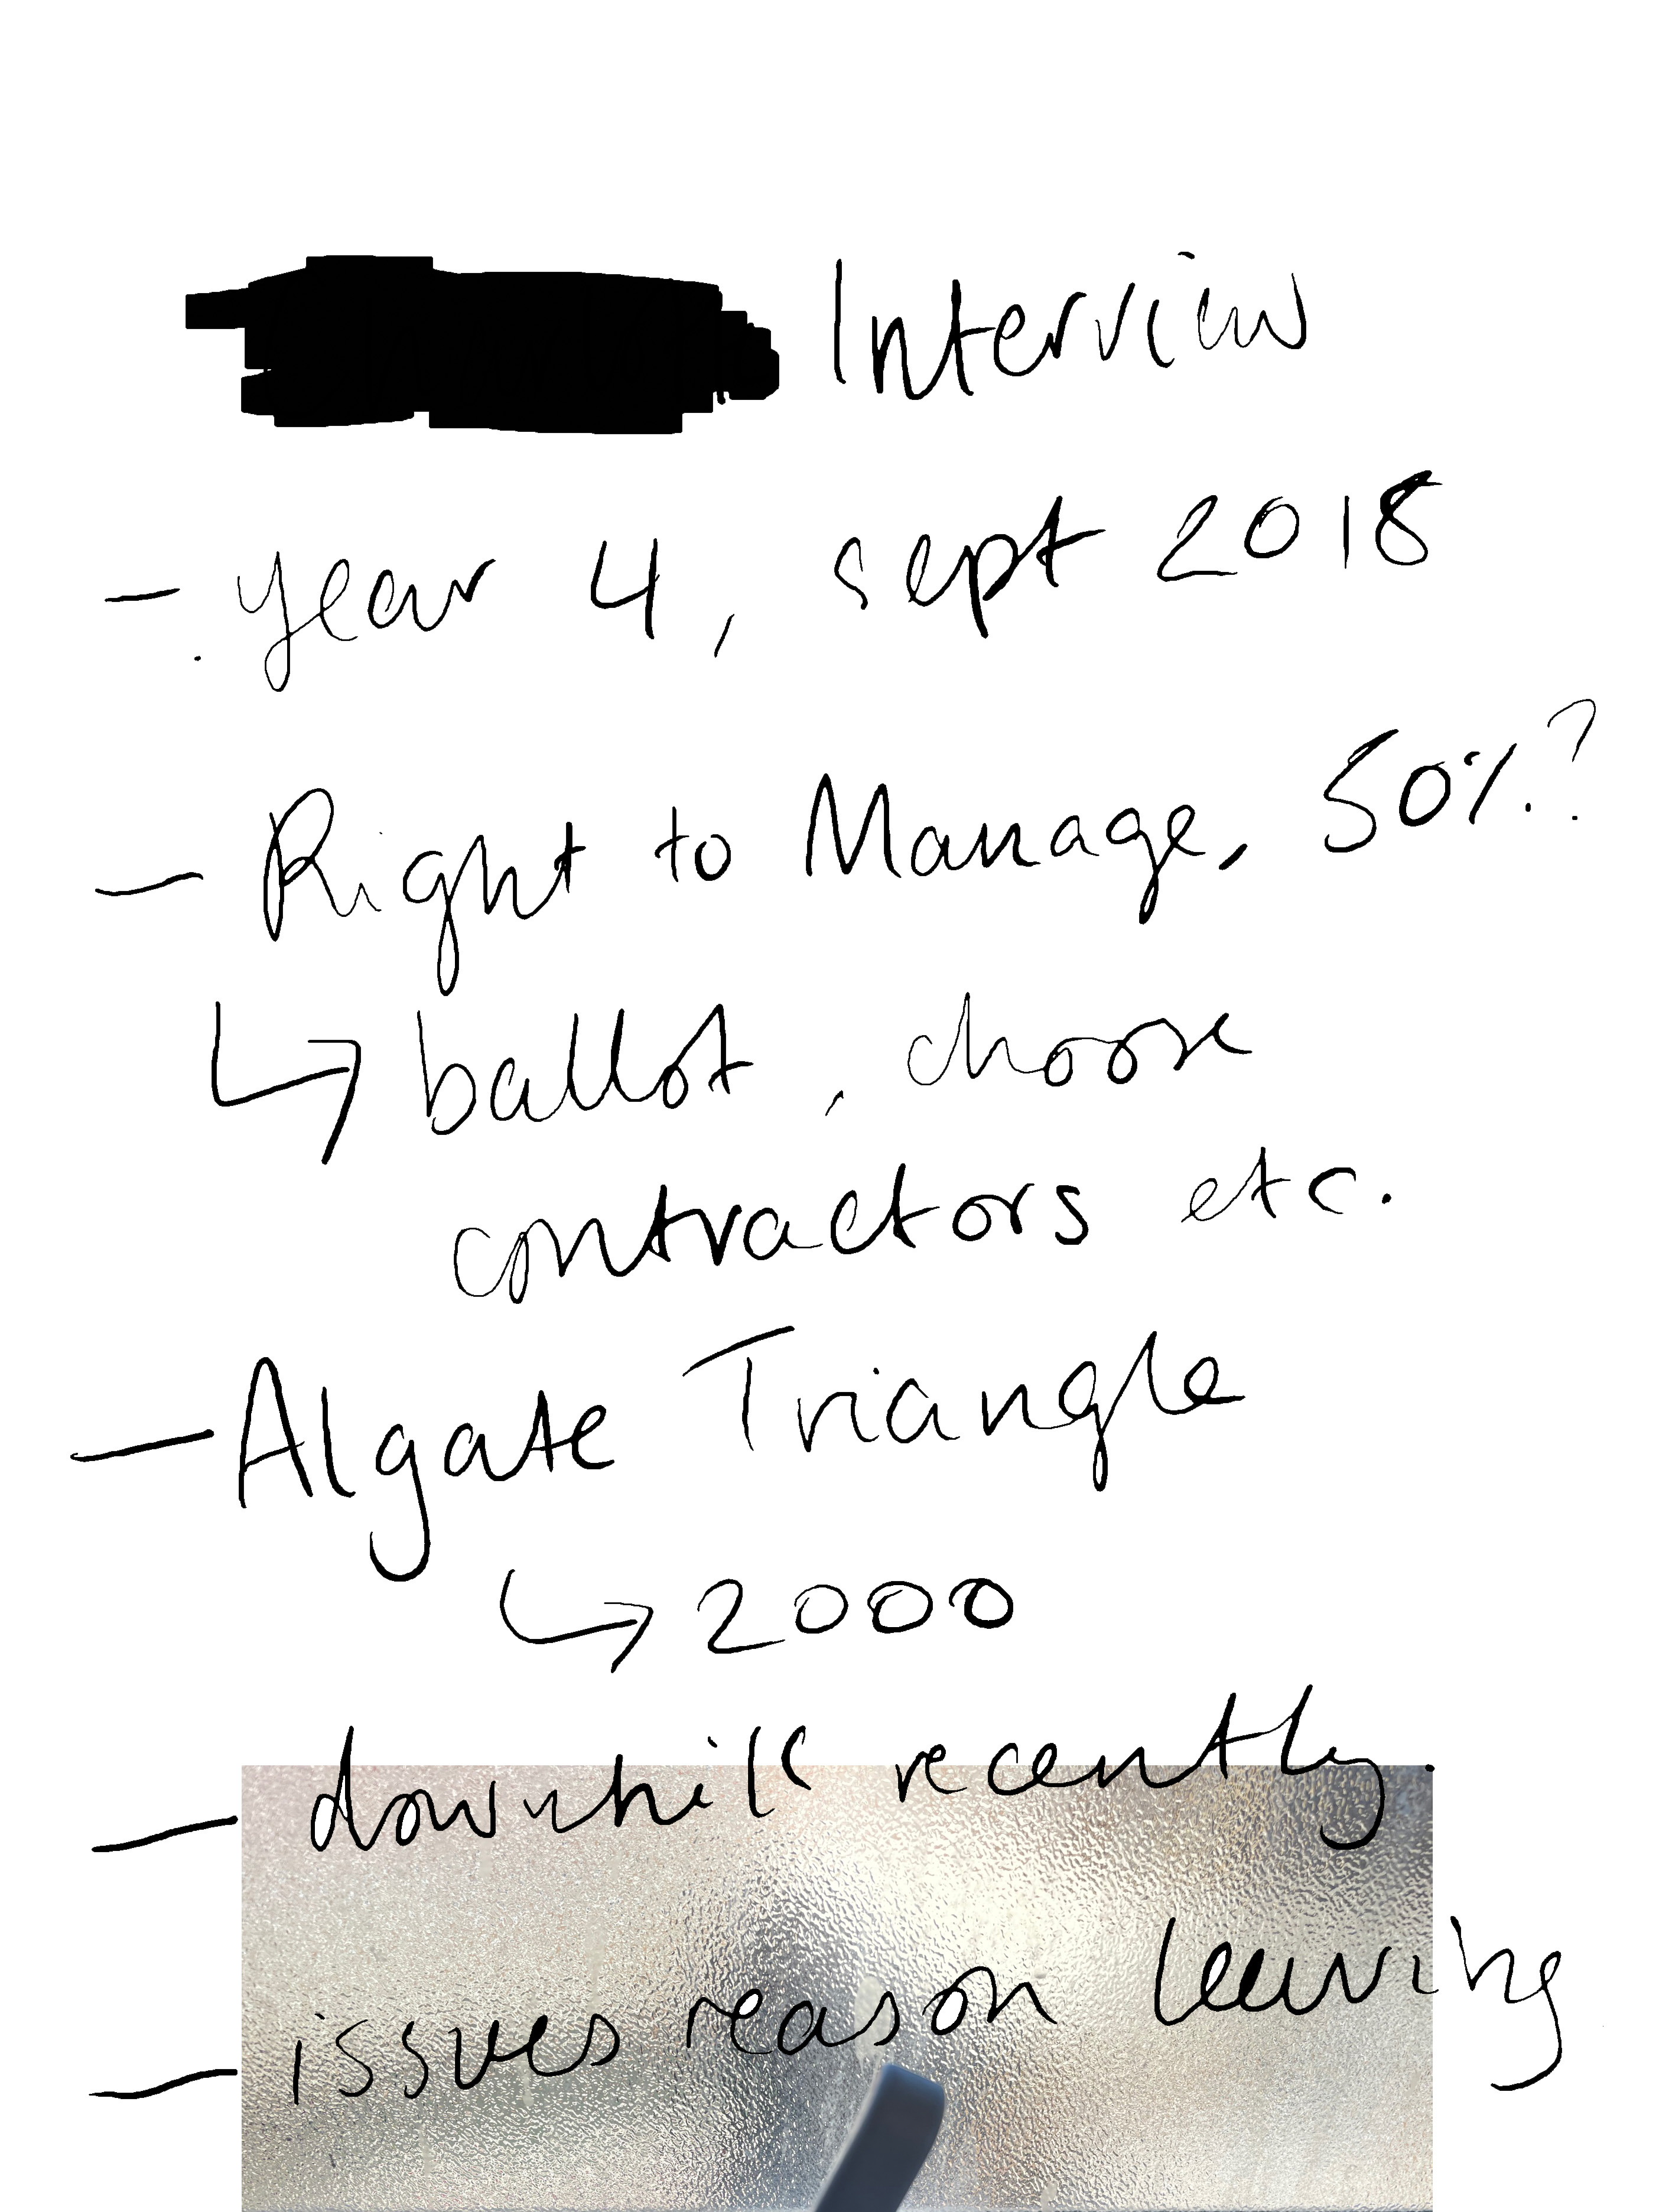 Interview
- year 4, sept 2018
- Right to Manage, 50%?
↳ ballot, choose
contractors etc.
- Algate Triangle
↳ 2000
- downhill recently.
- issues reason leaving